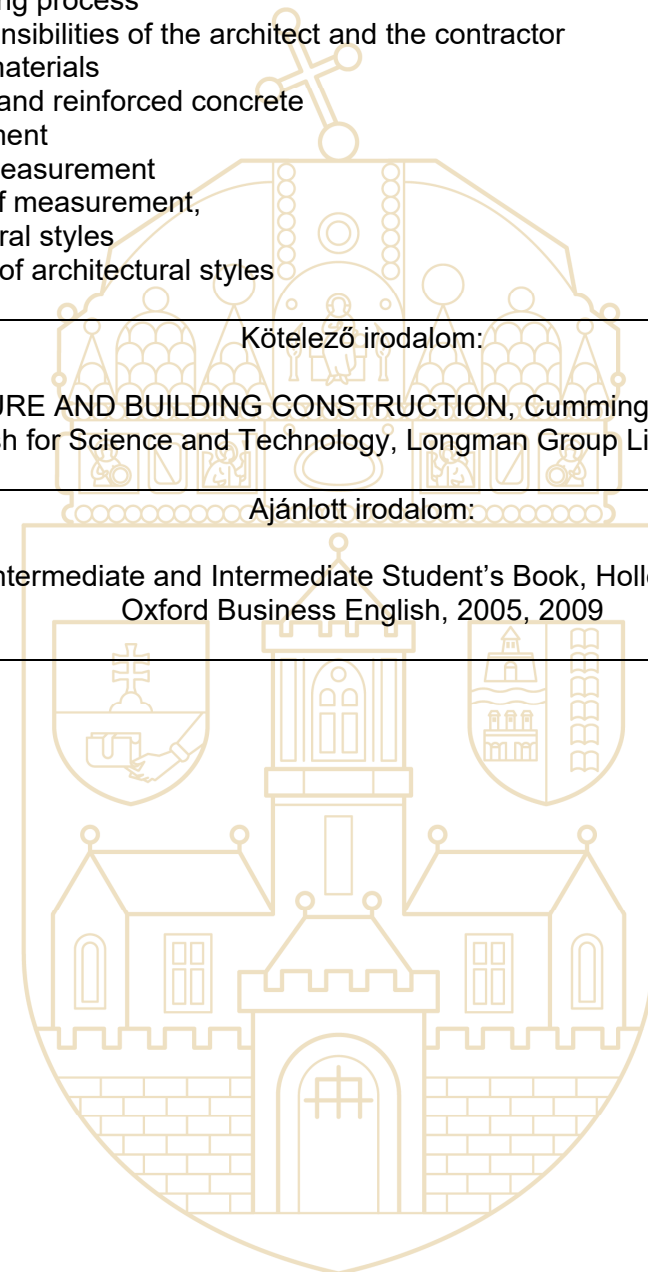 ng process
nsibilities of the architect and the contractor
naterials
and reinforced concrete
nent
easurement
f measurement,
ral styles
of architectural styles
Kötelező irodalom:
URE AND BUILDING CONSTRUCTION, Cumming
sh for Science and Technology, Longman Group Li
Ajánlott irodalom:
ntermediate and Intermediate Student's Book, Holle
Oxford Business English, 2005, 2009